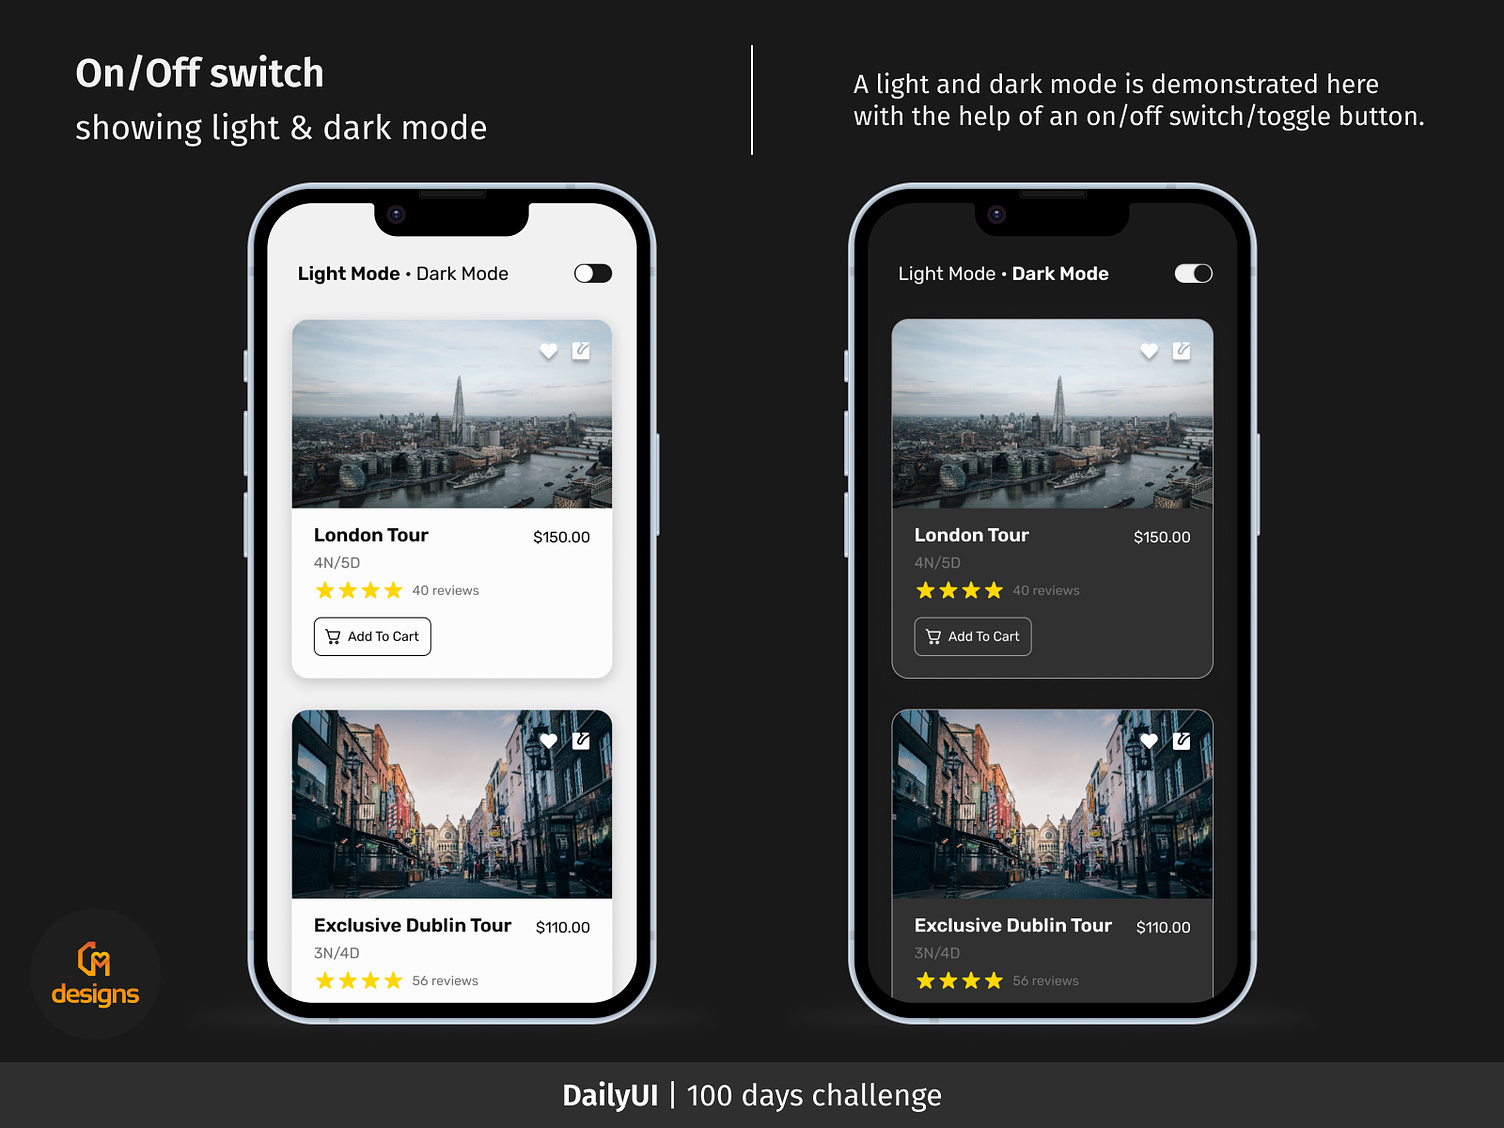 On/Off switch
showing light & dark mode
A light and dark mode is demonstrated here
with the help of an on/off switch/toggle button.
Light Mode • Dark Mode
London Tour
$150.00
4N/5D
40 reviews
Add To Cart
Exclusive Dublin Tour
$110.00
3N/4D
56 reviews
Light Mode • Dark Mode
London Tour
$150.00
4N/5D
40 reviews
Add To Cart
Exclusive Dublin Tour
$110.00
3N/4D
56 reviews
CM
designs
DailyUI | 100 days challenge